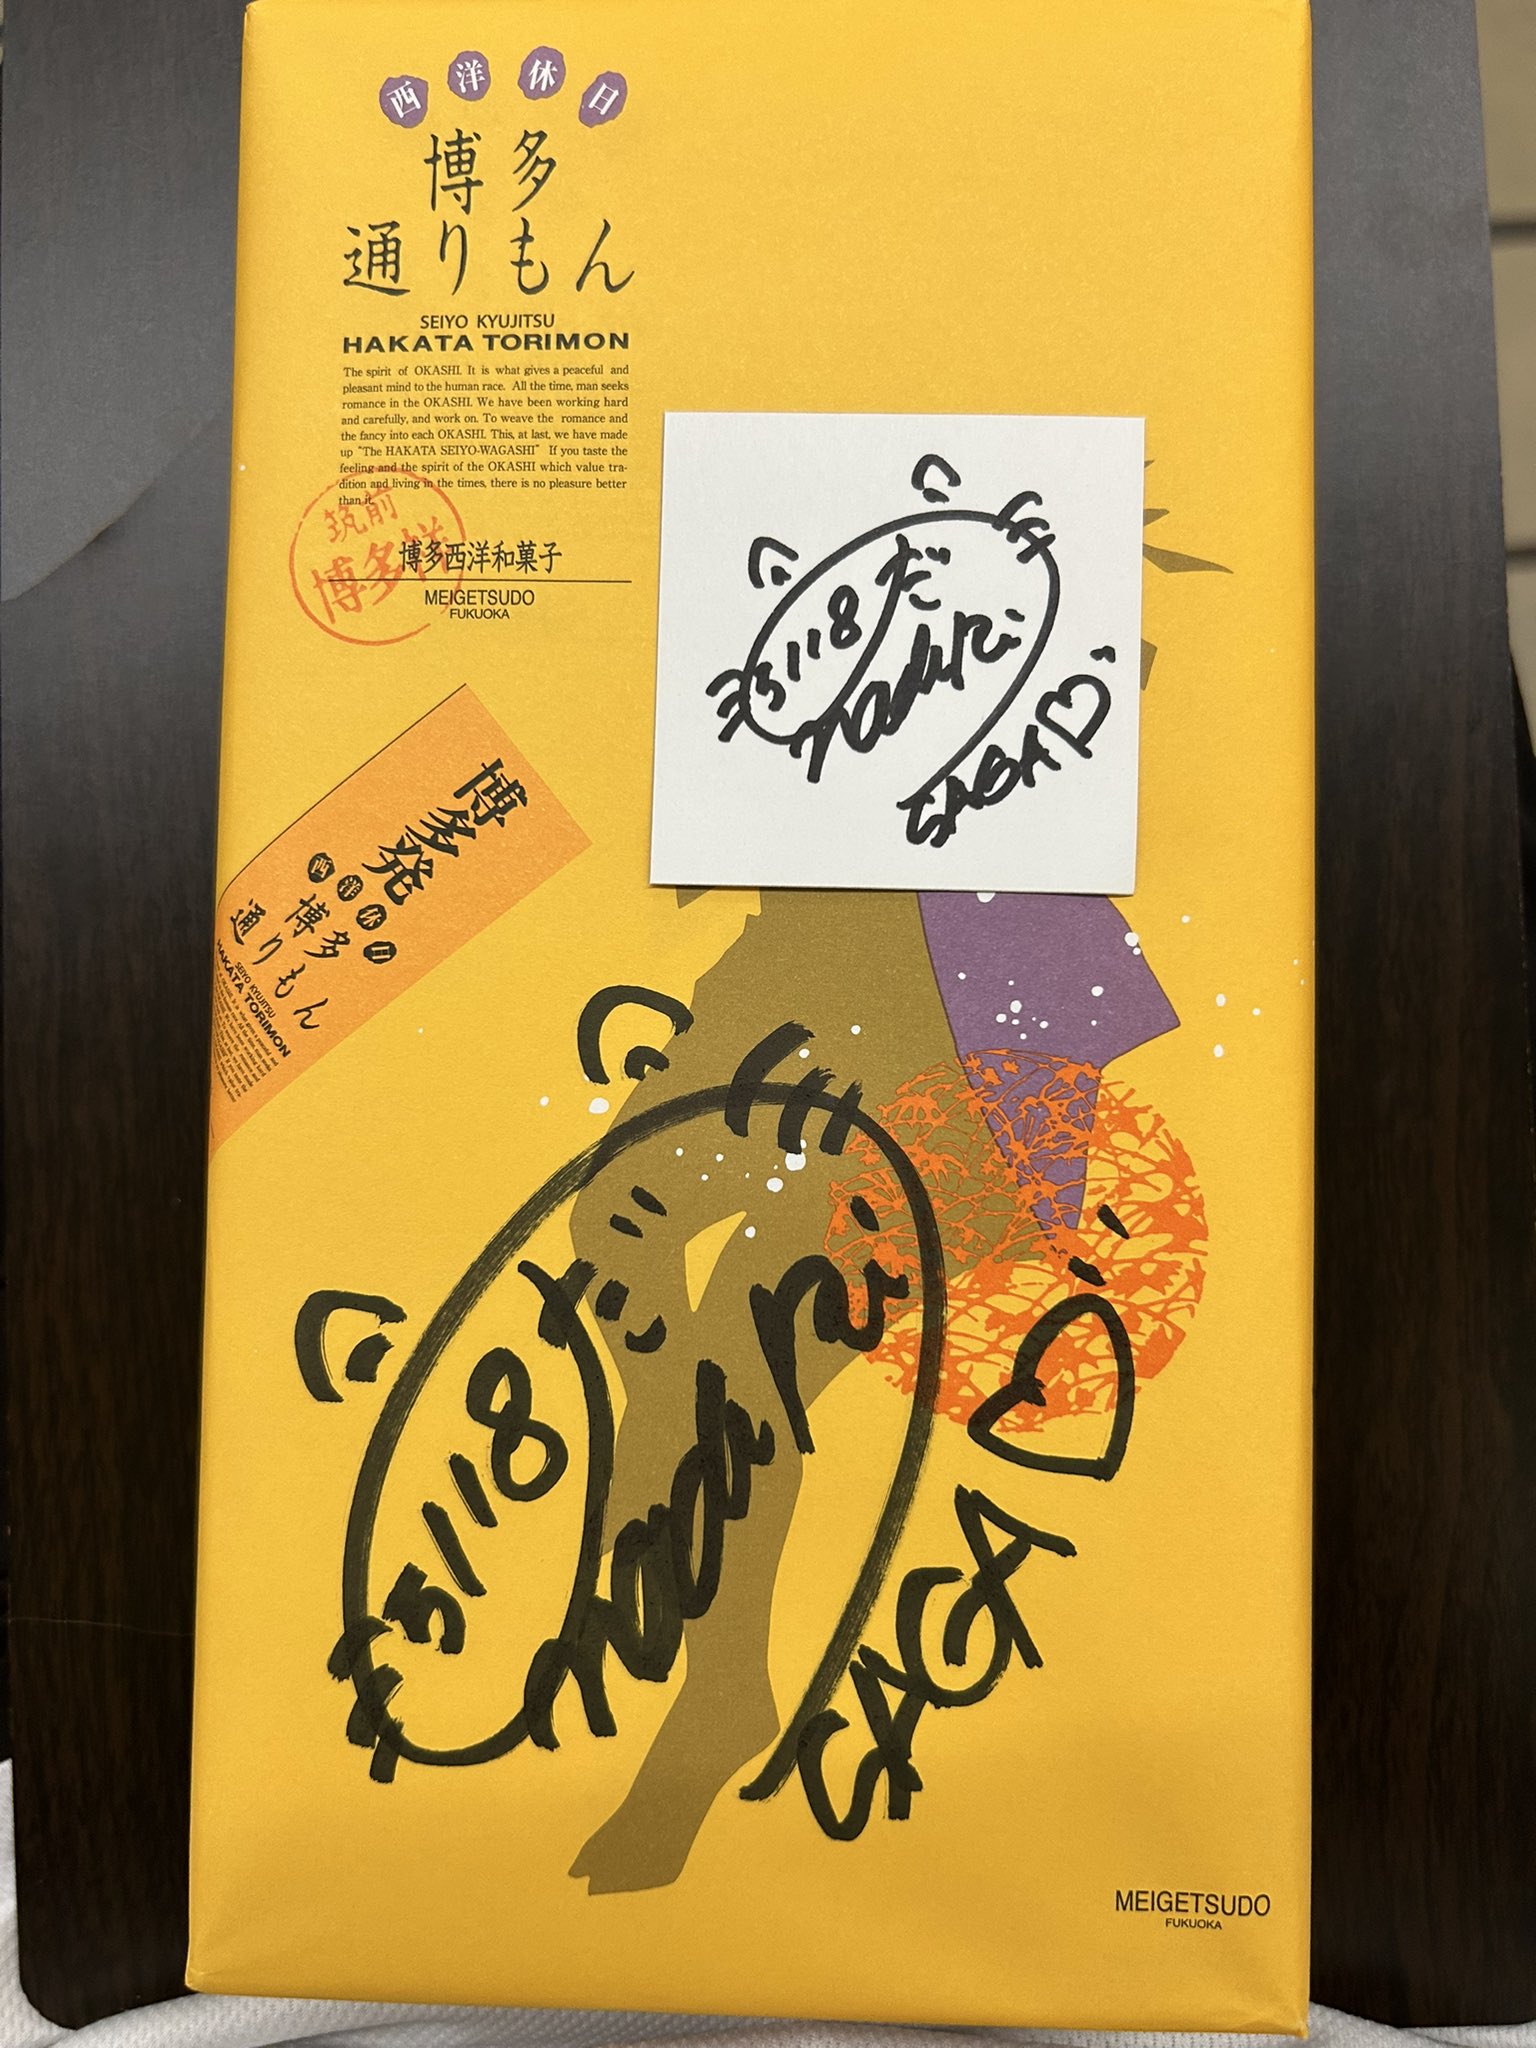 西洋休日
博多
通りもん
SEIYO KYUJITSU
HAKATA TORIMON
The spirit of OKASHI. It is what gives a peaceful and
pleasant mind to the human race. All the time, man seeks
romance in the OKASHI. We have been working hard
and carefully, and work on. To weave the romance and
the fancy into each OKASHI. This, at last, we have made
up "The HAKATA SEIYO-WAGASHI" If you taste the
feeling and the spirit of the OKASHI which value tra-
dition and living in the times, there is no pleasure better
than it.
筑前
博多
博多西洋和菓子
MEIGETSUDO
FUKUOKA
3118
だ
SAGA
博多発
西洋休日
博多
通りもん
SEIYO KYUJITSU
HAKATA TORIMON
3118
だ
SAGA
MEIGETSUDO
FUKUOKA